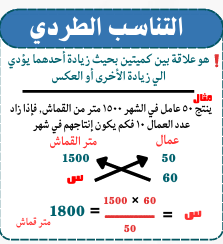 التناسب الطردي
! هو علاقة بين كميتين بحيث زيادة أحدهما يؤدي
الي زيادة الأخرى أو العكس
مثال
ينتج ٥٠ عامل في الشهر ١٥٠٠ متر من القماش, فإذا زاد
عدد العمال ١٠ فكم يكون إنتاجهم في شهر
عمال متر القماش
50 1500
60 س
س = 60 × 1500 / 50 = 1800 متر قماش